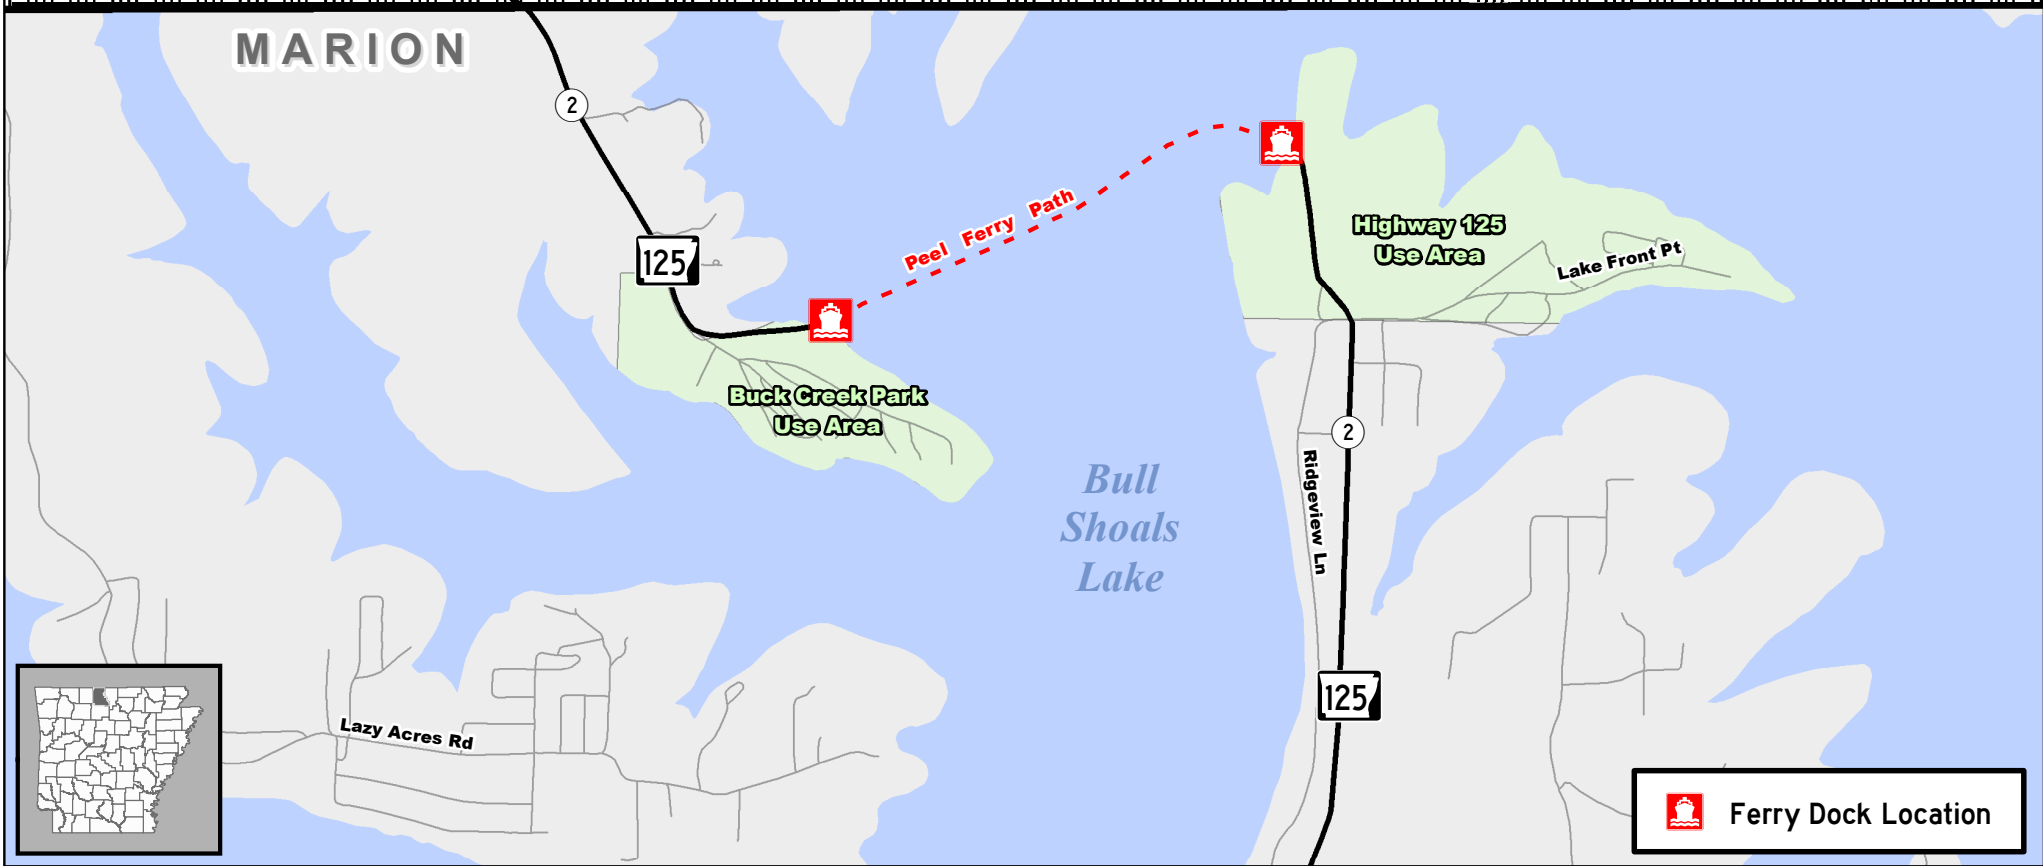 MARION
2
125
Peel Ferry Path
Highway 125
Use Area
Lake Front Pt
Buck Creek Park
Use Area
2
Bull
Shoals
Lake
Ridgeview Ln
125
Lazy Acres Rd
Ferry Dock Location